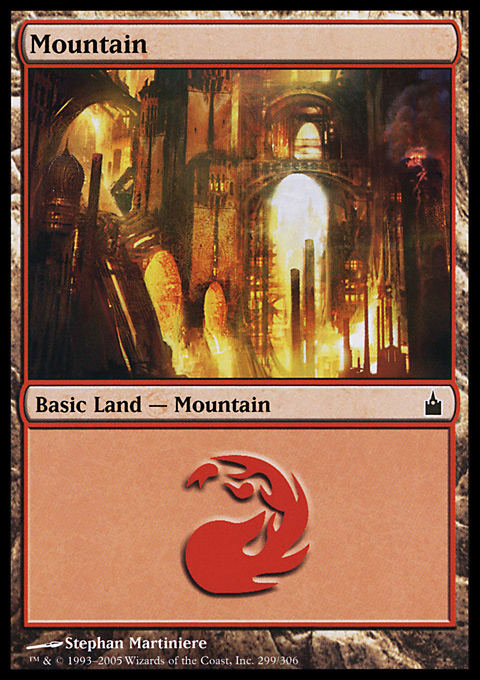 Mountain
Basic Land — Mountain
Stephan Martiniere
™ & © 1993–2005 Wizards of the Coast, Inc. 299/306